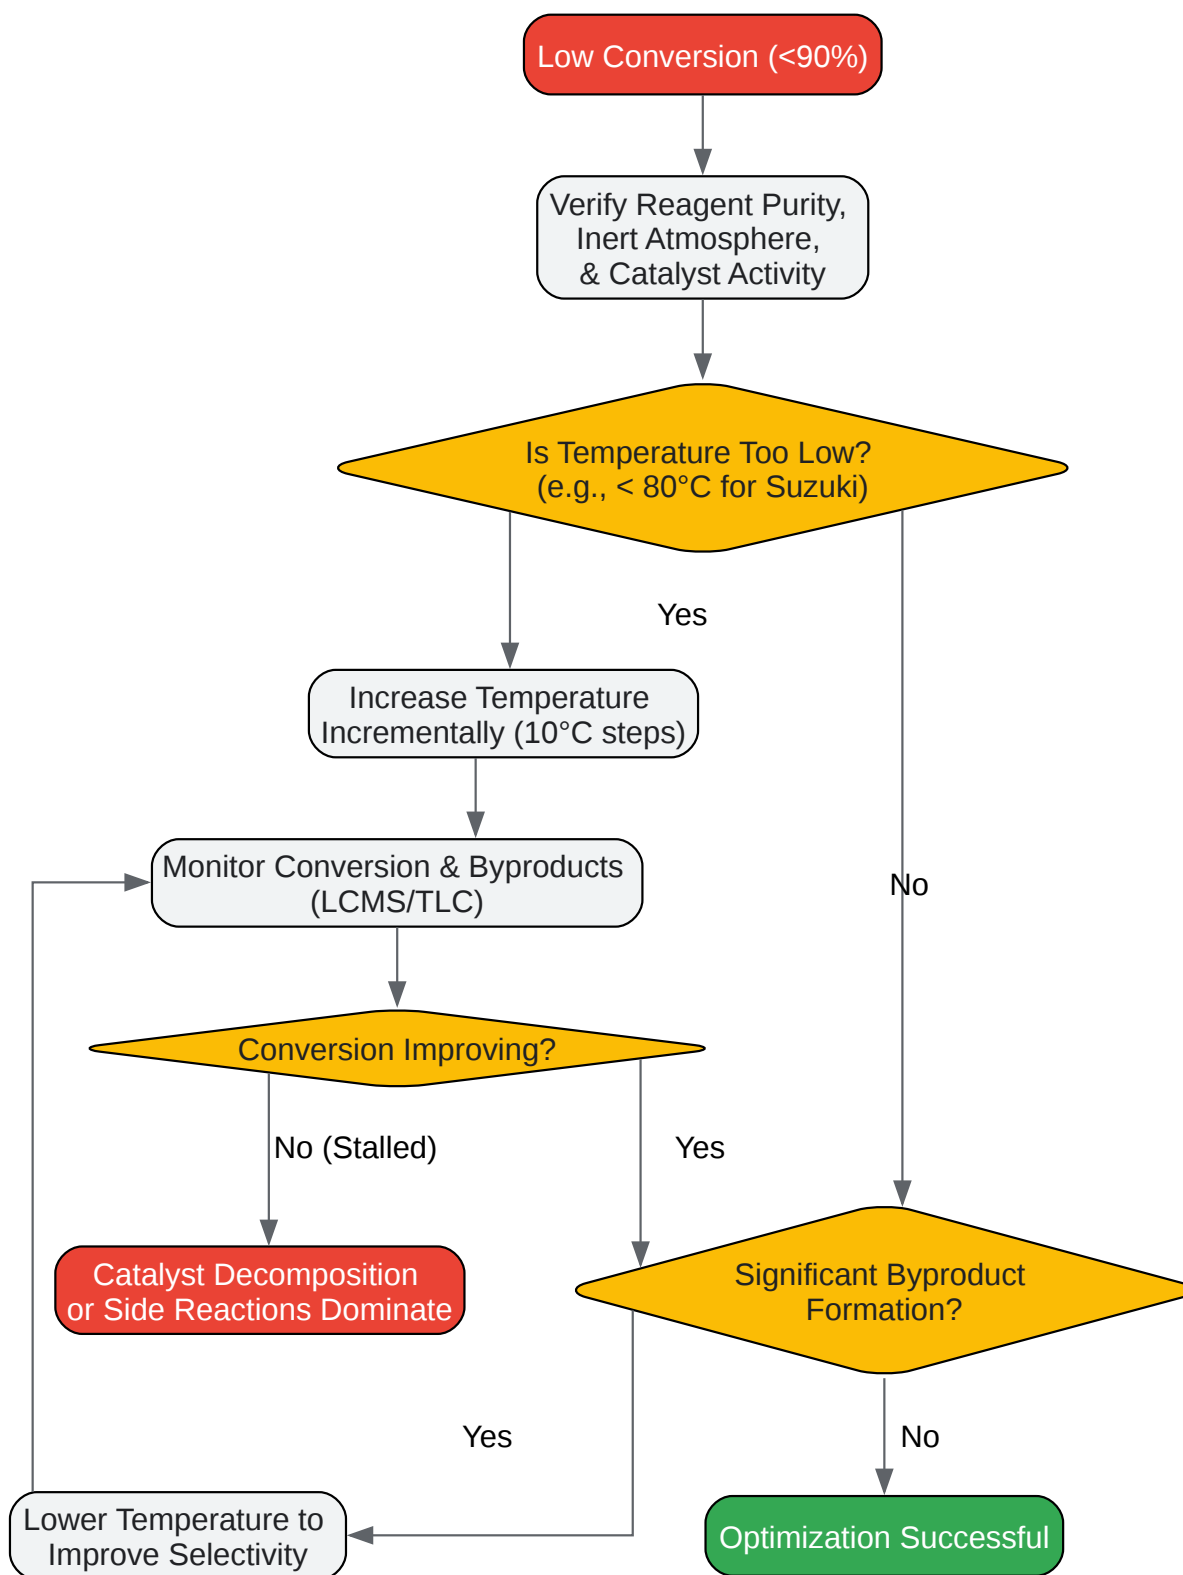 Low Conversion (<90%)
Verify Reagent Purity,
Inert Atmosphere,
& Catalyst Activity
Is Temperature Too Low?
(e.g., < 80°C for Suzuki)
Yes
Increase Temperature
Incrementally (10°C steps)
Monitor Conversion & Byproducts
(LCMS/TLC)
No
Conversion Improving?
No (Stalled)
Yes
Catalyst Decomposition
or Side Reactions Dominate
Significant Byproduct
Formation?
Yes
No
Lower Temperature to
Improve Selectivity
Optimization Successful